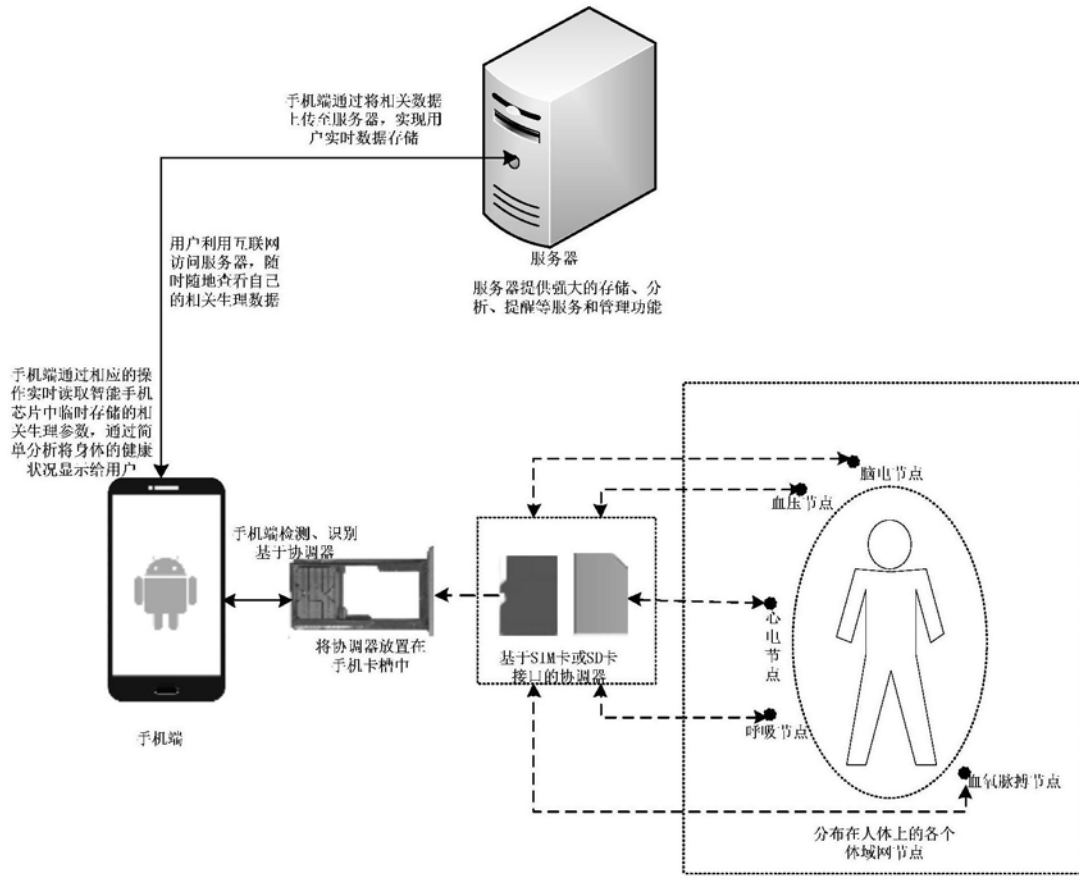 手机端通过将相关数据
上传至服务器，实现用
户实时数据存储
用户利用互联网
访问服务器，随
时随地查看自己
的相关生理数据
服务器
服务器提供强大的存储、分
析、提醒等服务和管理功能
手机端通过相应的操
作实时读取智能手机
芯片中临时存储的相
关生理参数，通过简
单分析将身体的健康
状况显示给用户
手机端检测、识别
基于协调器
将协调器放置在
手机卡槽中
手机端
基于SIM卡或SD卡
接口的协调器
脑电节点
血压节点
心
电
节
点
呼吸节点
血氧脉搏节点
分布在人体上的各个
体域网节点